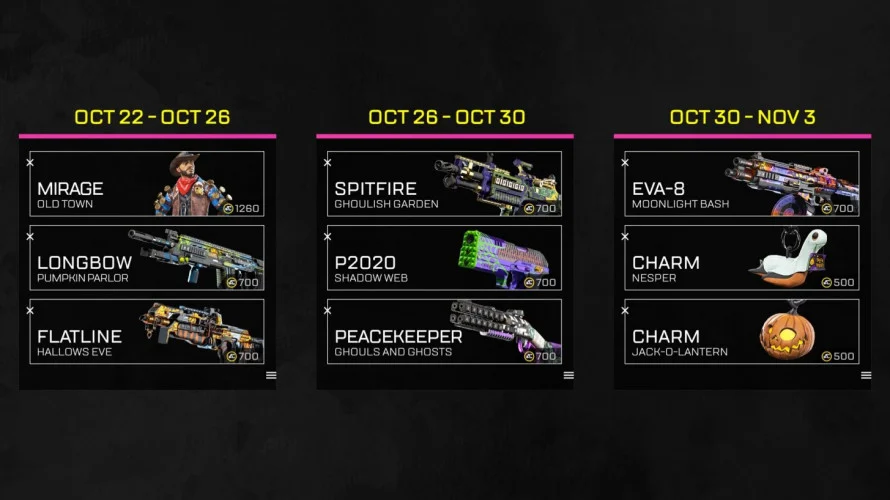 OCT 22 - OCT 26
MIRAGE
OLD TOWN
1260
LONGBOW
PUMPKIN PARLOR
700
FLATLINE
HALLOWS EVE
700
OCT 26 - OCT 30
SPITFIRE
GHOULISH GARDEN
700
P2020
SHADOW WEB
700
PEACEKEEPER
GHOULS AND GHOSTS
700
OCT 30 - NOV 3
EVA-8
MOONLIGHT BASH
700
CHARM
NESPER
500
CHARM
JACK-O-LANTERN
500